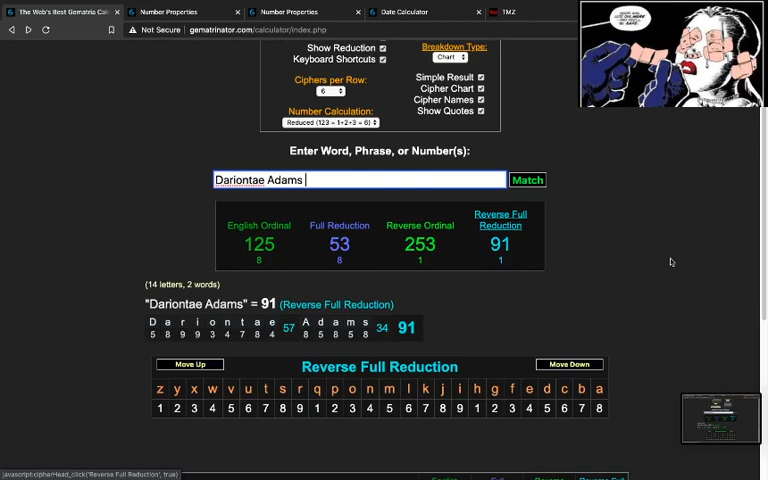 The Web's Best Gematria Calc
Number Properties
Number Properties
Date Calculator
TMZ
Not Secure
gematrinator.com/calculator/index.php
Show Reduction
Keyboard Shortcuts
Ciphers per Row:
6
Number Calculation:
Reduced (123 = 1+2+3 = 6)
Breakdown Type:
Chart
Simple Result
Cipher Chart
Cipher Names
Show Quotes
Enter Word, Phrase, or Number(s):
Dariontae Adams
Match
English Ordinal
125
8
Full Reduction
53
8
Reverse Ordinal
253
1
Reverse Full Reduction
91
1
(14 letters, 2 words)
"Dariontae Adams" = 91 (Reverse Full Reduction)
D a r i o n t a e 57 A d a m s 34 91
5 8 9 9 3 4 7 8 4 8 5 8 5 8
Move Up
Reverse Full Reduction
Move Down
z y x w v u t s r q p o n m l k j i h g f e d c b a
1 2 3 4 5 6 7 8 9 1 2 3 4 5 6 7 8 9 1 2 3 4 5 6 7 8
javascript:cipherHead_click('Reverse Full Reduction', true)
English
Full
Reverse
Reverse Full